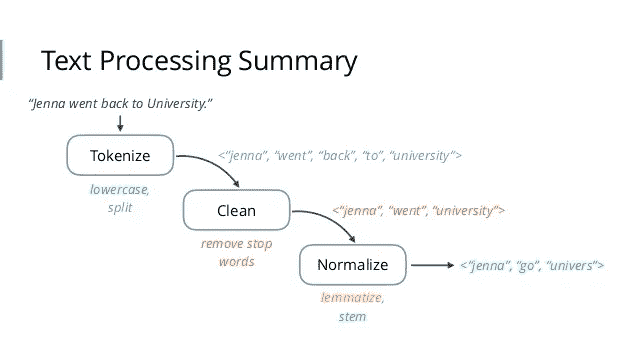 Text Processing Summary
“Jenna went back to University.”
Tokenize
<“jenna”, “went”, “back”, “to”, “university”>
lowercase,
split
Clean
<“jenna”, “went”, “university”>
remove stop
words
Normalize
<“jenna”, “go”, “univers”>
lemmatize,
stem